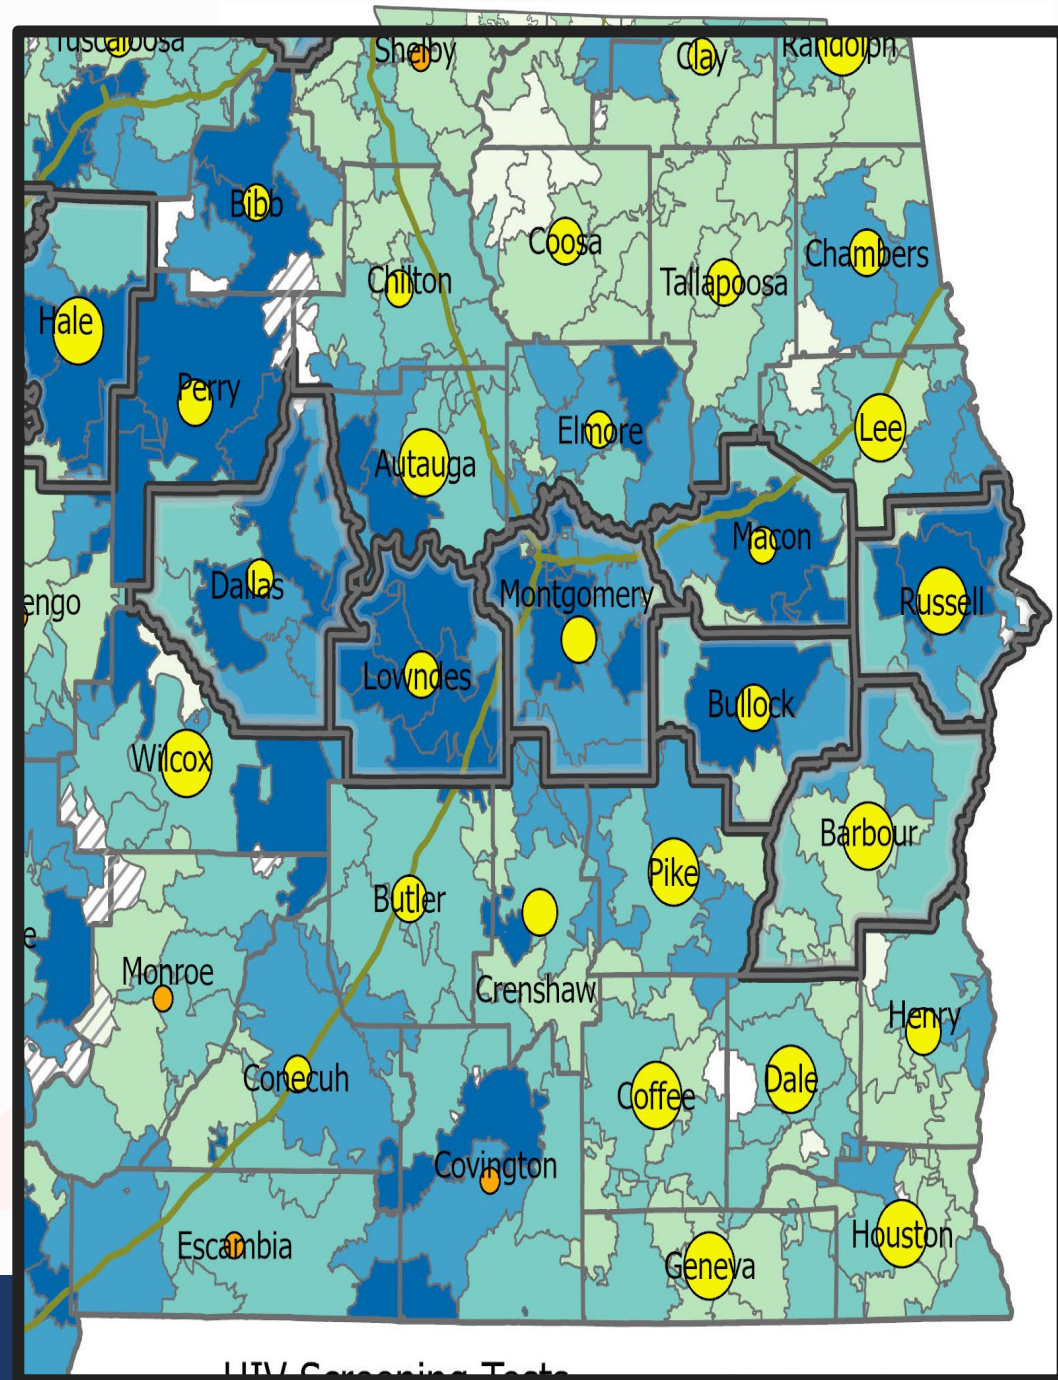 Tuscaloosa
Shelby
Clay
Randolph
Bibb
Coosa
Chambers
Chilton
Tallapoosa
Hale
Perry
Elmore
Lee
Autauga
Macon
Dallas
Montgomery
Russell
engo
Lowndes
Bullock
Wilcox
Barbour
Pike
Butler
e
Monroe
Crenshaw
Henry
Conecuh
Coffee
Dale
Covington
Escambia
Houston
Geneva
HIV Screening Tests